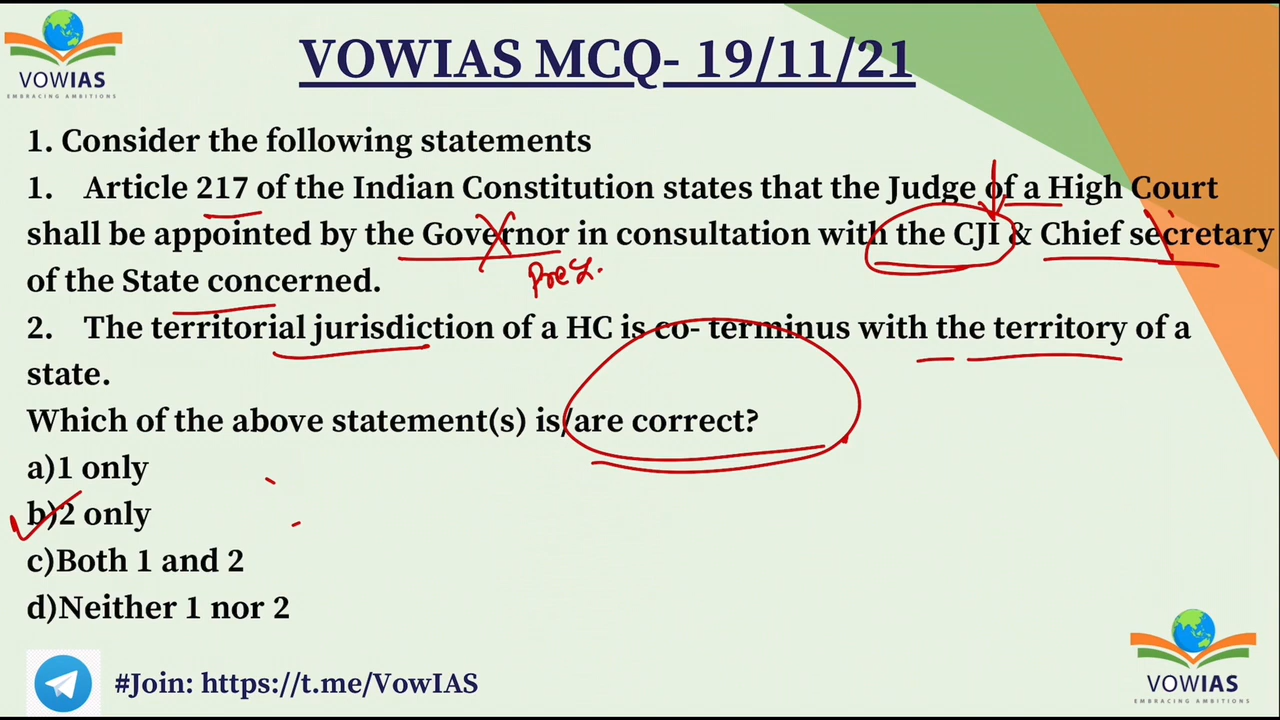 VOWIAS
EMBRACING AMBITIONS
VOWIAS MCQ- 19/11/21
1. Consider the following statements
1. Article 217 of the Indian Constitution states that the Judge of a High Court
shall be appointed by the Governor in consultation with the CJI & Chief secretary
of the State concerned.
Pre
2. The territorial jurisdiction of a HC is co- terminus with the territory of a
state.
Which of the above statement(s) is/are correct?
a)1 only
b)2 only
c)Both 1 and 2
d)Neither 1 nor 2
#Join: https://t.me/VowIAS
VOWIAS
EMBRACING AMBITIONS